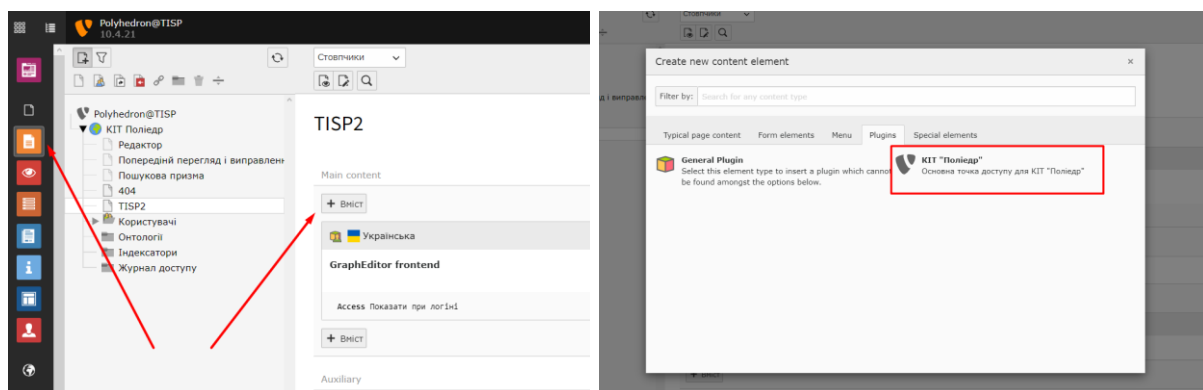 Polyhedron@TISP
10.4.21
Стовпчики
Polyhedron@TISP
КІТ Поліедр
Редактор
Попередіній перегляд і виправленн
Пошукова призма
404
TISP2
Користувачі
Онтології
Індексатори
Журнал доступу
TISP2
Main content
+ Вміст
Українська
GraphEditor frontend
Access Показати при логіні
+ Вміст
Auxiliary
Стовпчики
д і виправлен
Create new content element
×
Filter by: Search for any content type
Typical page content Form elements Menu Plugins Special elements
General Plugin
Select this element type to insert a plugin which cannot
be found amongst the options below.
КІТ "Поліедр"
Основна точка доступу для КІТ "Поліедр"
+ Вміст